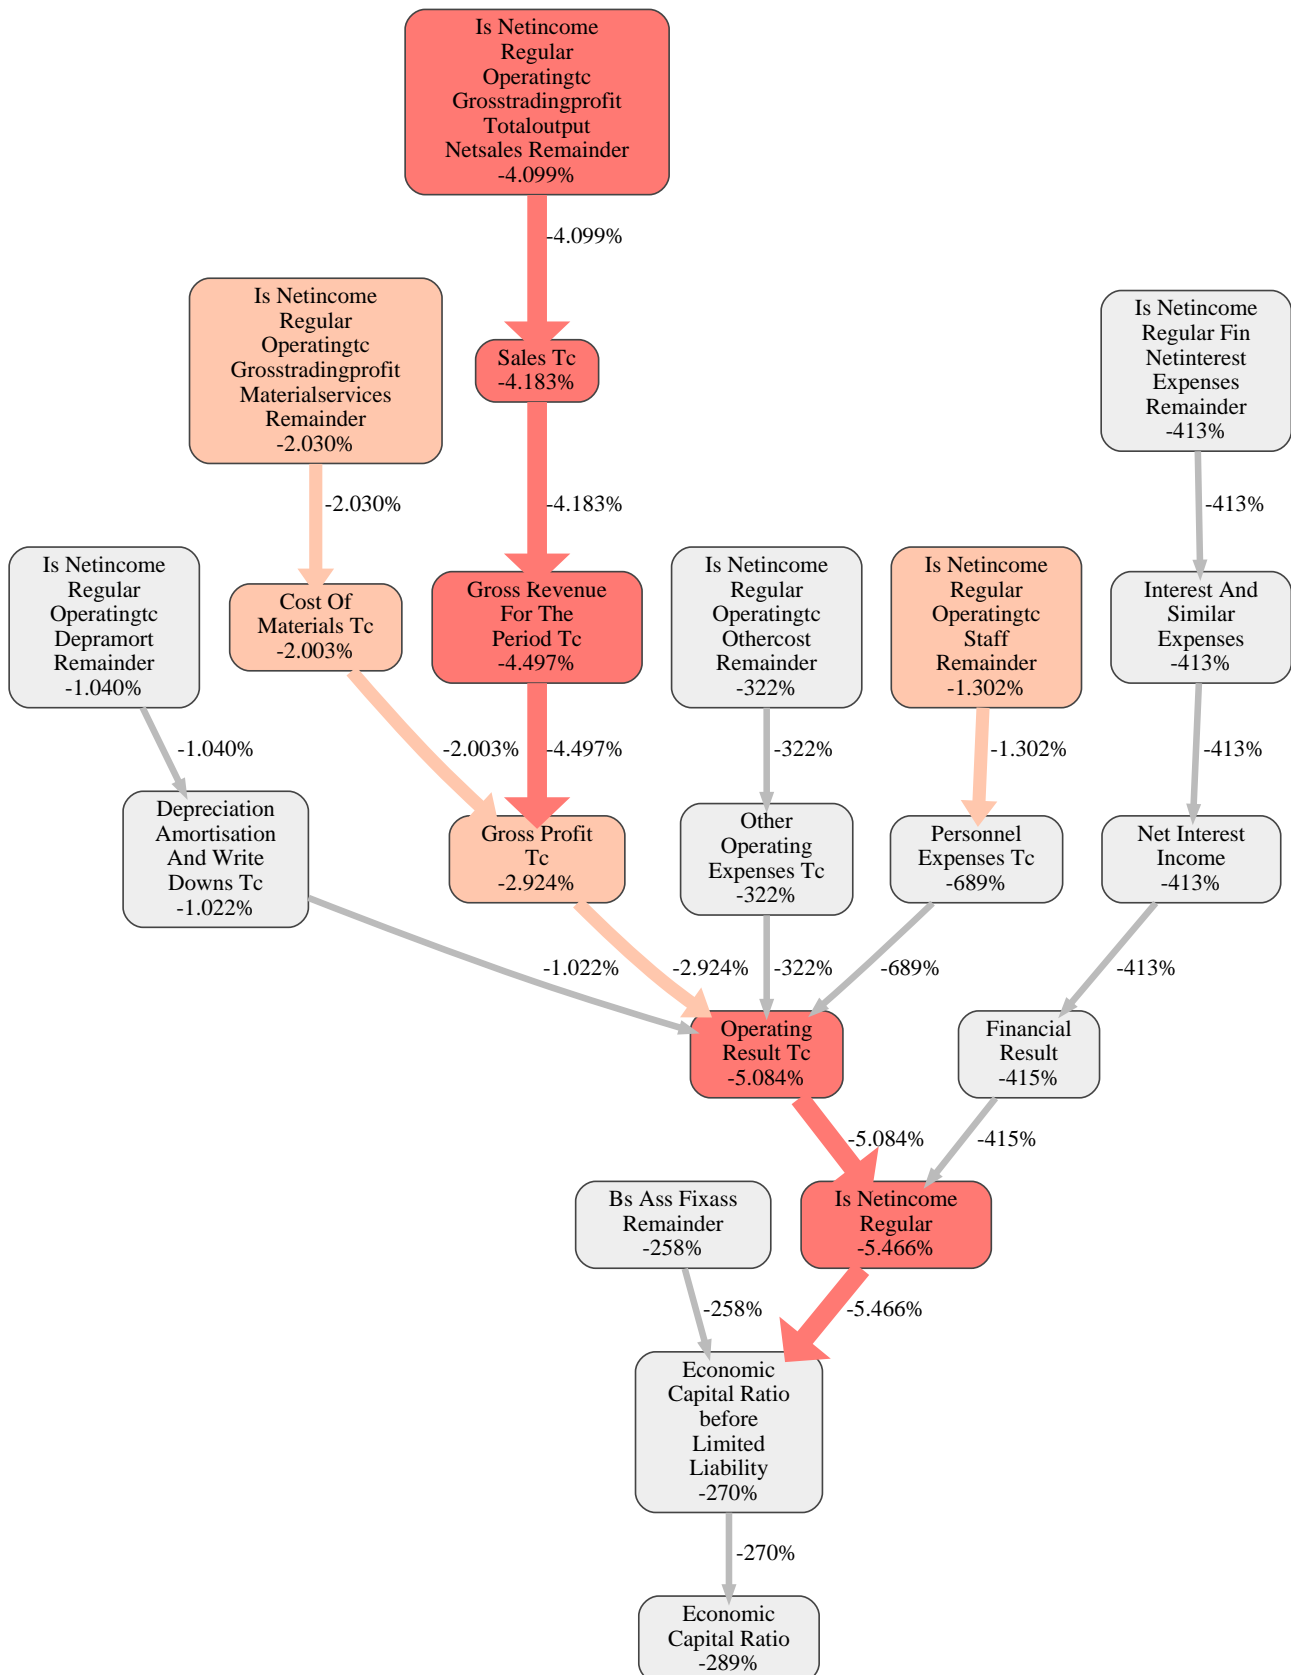 Is Netincome
Regular
Operatingtc
Grosstradingprofit
Totaloutput
Netsales Remainder
-4.099%
-4.099%
Is Netincome
Regular
Operatingtc
Grosstradingprofit
Materialservices
Remainder
-2.030%
Is Netincome
Regular Fin
Netinterest
Expenses
Remainder
-413%
Sales Tc
-4.183%
-2.030%
-4.183%
-413%
Is Netincome
Regular
Operatingtc
Depramort
Remainder
-1.040%
Cost Of
Materials Tc
-2.003%
Gross Revenue
For The
Period Tc
-4.497%
Is Netincome
Regular
Operatingtc
Othercost
Remainder
-322%
Is Netincome
Regular
Operatingtc
Staff
Remainder
-1.302%
Interest And
Similar
Expenses
-413%
-1.040%
-2.003%
-4.497%
-322%
-1.302%
-413%
Depreciation
Amortisation
And Write
Downs Tc
-1.022%
Gross Profit
Tc
-2.924%
Other
Operating
Expenses Tc
-322%
Personnel
Expenses Tc
-689%
Net Interest
Income
-413%
-1.022%
-2.924%
-322%
-689%
-413%
Operating
Result Tc
-5.084%
Financial
Result
-415%
-5.084%
-415%
Bs Ass Fixass
Remainder
-258%
Is Netincome
Regular
-5.466%
-258%
-5.466%
Economic
Capital Ratio
before
Limited
Liability
-270%
-270%
Economic
Capital Ratio
-289%